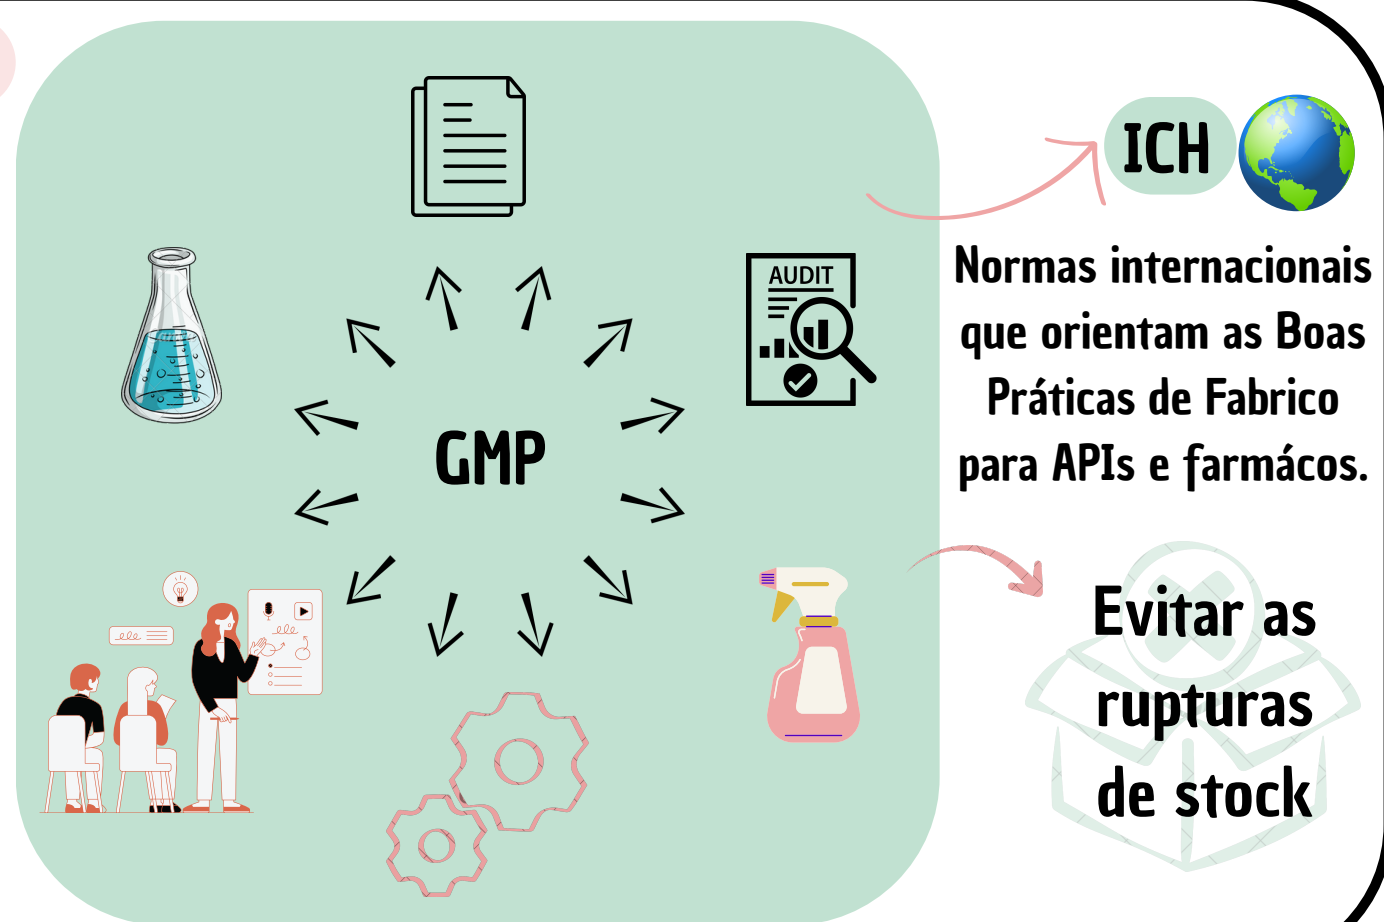 AUDIT
GMP
ICH
Normas internacionais
que orientam as Boas
Práticas de Fabrico
para APIs e farmácos.
Evitar as
rupturas
de stock